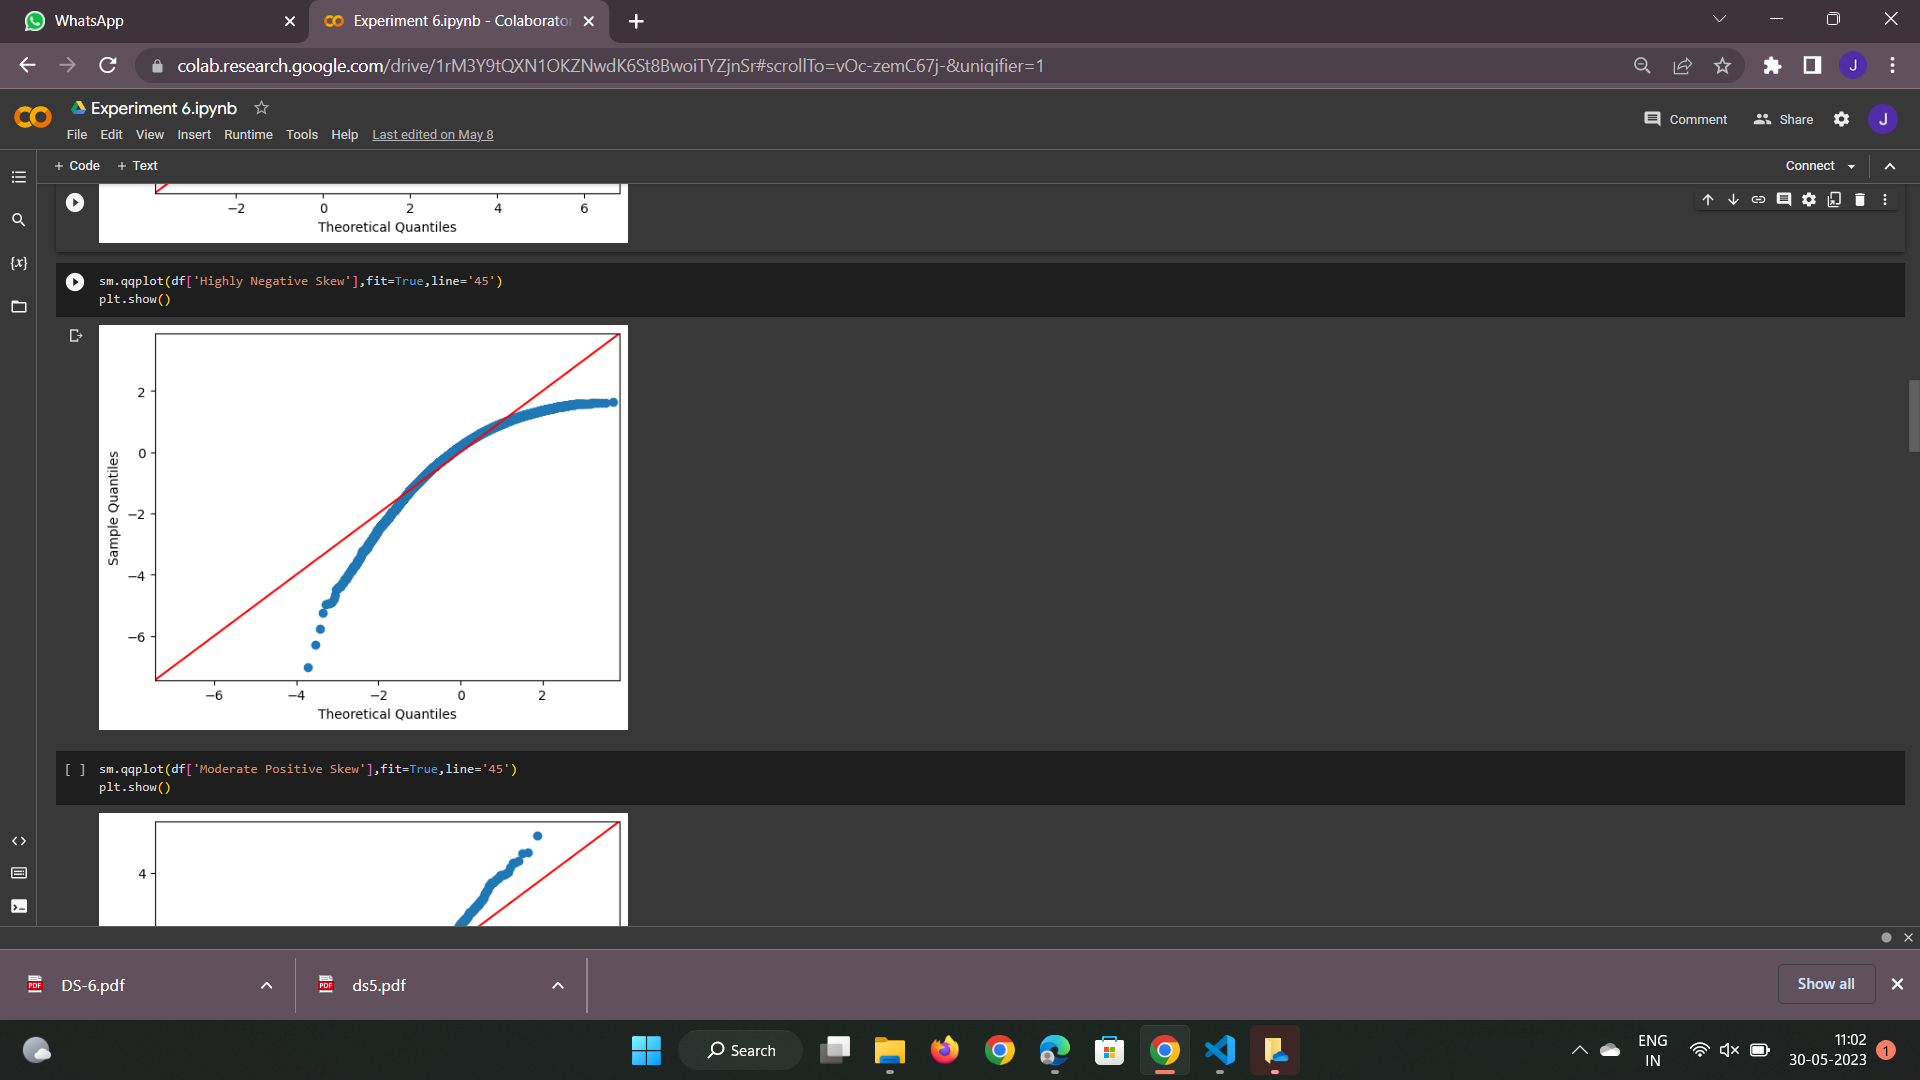 WhatsApp
Experiment 6.ipynb - Colaborator
colab.research.google.com/drive/1rM3Y9tQXN1OKZNwdK6St8BwoiTYZjnSr#scrollTo=vOc-zemC67j-&uniqifier=1
J
Experiment 6.ipynb
File Edit View Insert Runtime Tools Help Last edited on May 8
Comment Share J
+ Code + Text
Connect
−2 0 2 4 6
Theoretical Quantiles
{x}
sm.qqplot(df['Highly Negative Skew'],fit=True,line='45')
plt.show()
2
0
−2
−4
−6
Sample Quantiles
−6 −4 −2 0 2
Theoretical Quantiles
[ ] sm.qqplot(df['Moderate Positive Skew'],fit=True,line='45')
plt.show()
4
PDF DS-6.pdf
PDF ds5.pdf
Show all
Search
ENG
IN
11:02
30-05-2023
1